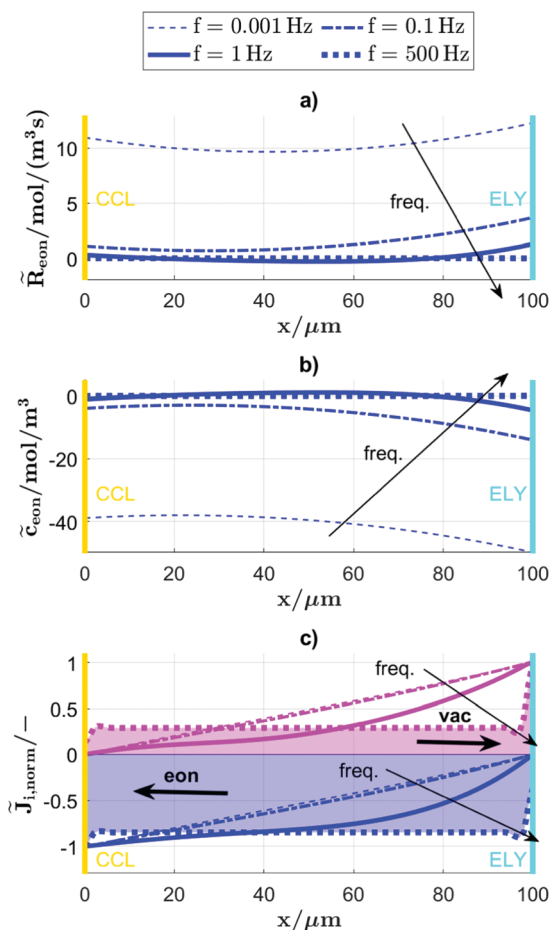 f = 0.001 Hz f = 0.1 Hz
f = 1 Hz f = 500 Hz
a)
R̃eon/mol/(m³s)
10
5
0
CCL
ELY
freq.
0 20 40 60 80 100
x/μm
b)
c̃eon/mol/m³
0
-20
-40
freq.
CCL
ELY
0 20 40 60 80 100
x/μm
c)
J̃i,norm/−
1
0.5
0
-0.5
-1
freq.
vac
eon
freq.
CCL
ELY
0 20 40 60 80 100
x/μm